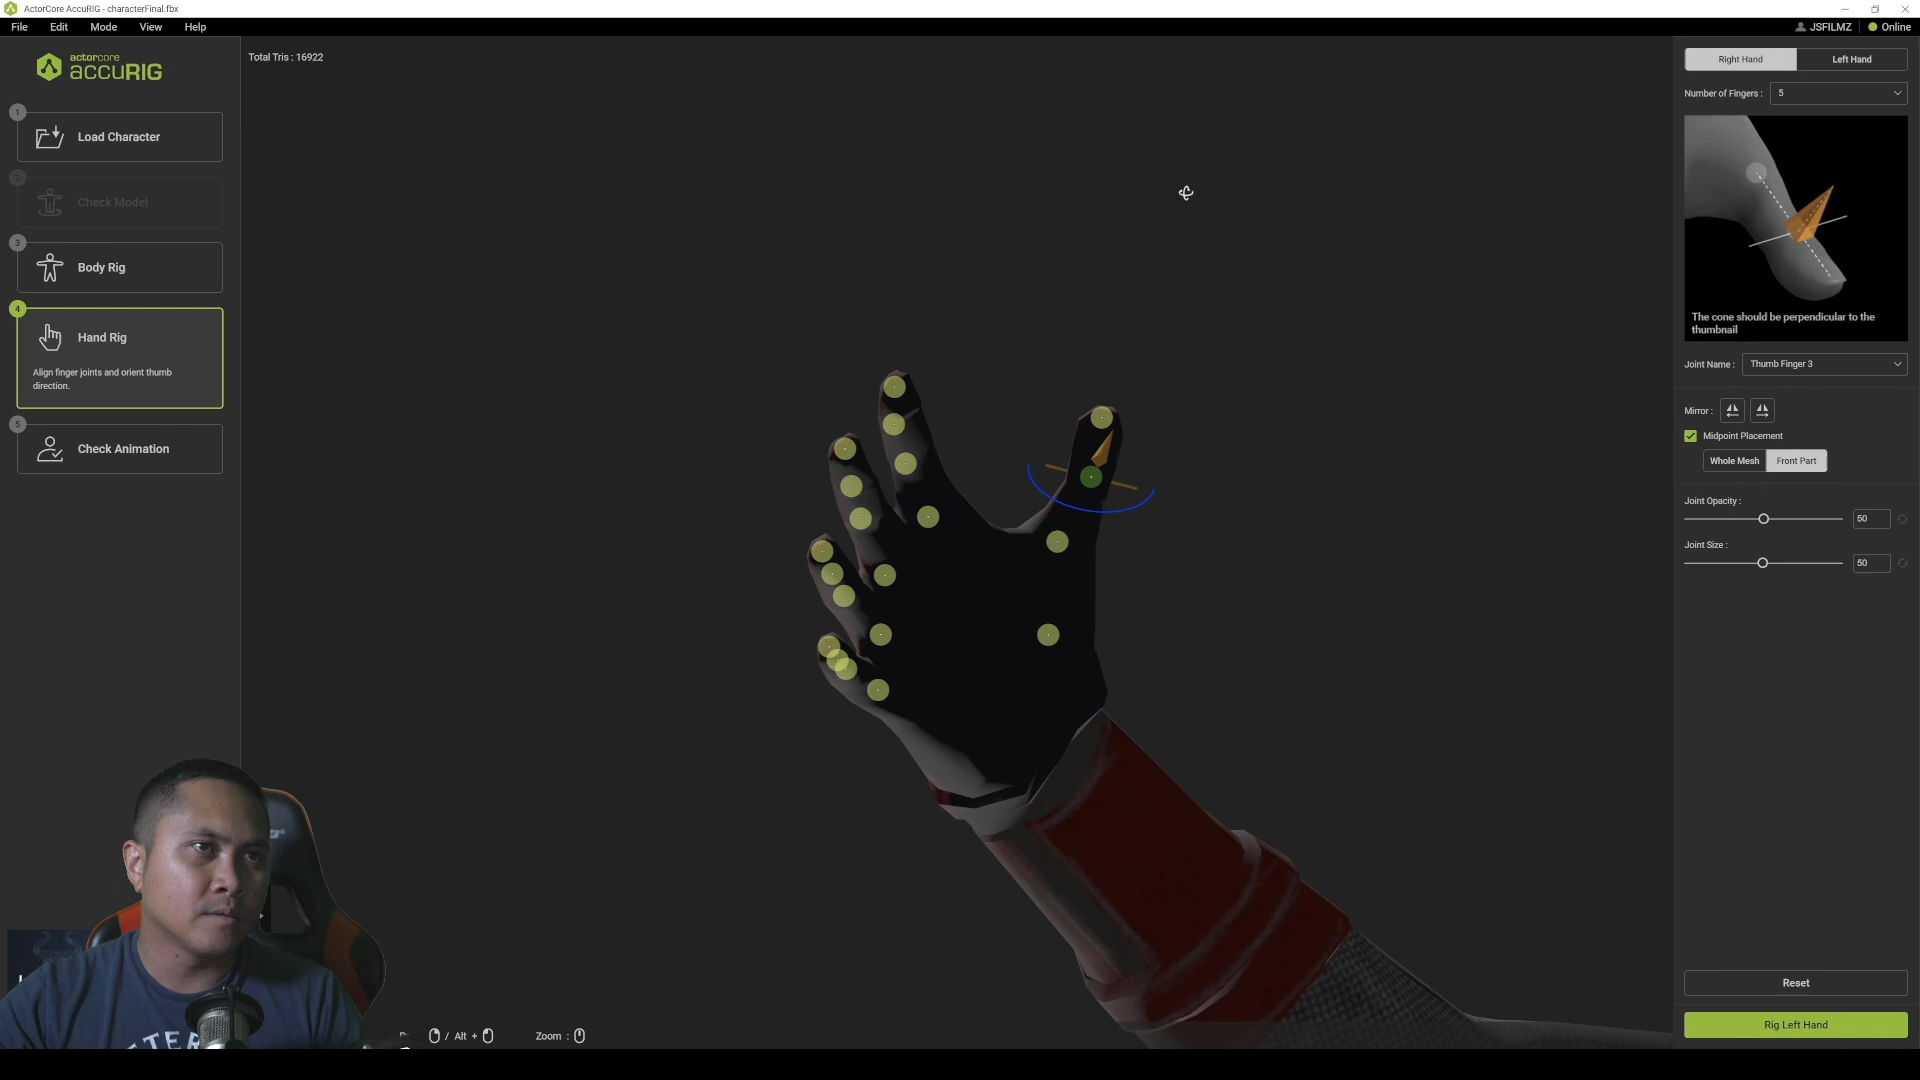 ActorCore AccuRIG - characterFinal.fbx
File Edit Mode View Help
JSFILMZ Online
actorcore
accuRIG
Total Tris : 16922
1
Load Character
2
Check Model
3
Body Rig
4
Hand Rig
Align finger joints and orient thumb
direction.
5
Check Animation
Right Hand Left Hand
Number of Fingers : 5
The cone should be perpendicular to the
thumbnail
Joint Name : Thumb Finger 3
Mirror :
Midpoint Placement
Whole Mesh Front Part
Joint Opacity :
50
Joint Size :
50
Reset
Rig Left Hand
/ Alt +
Zoom :